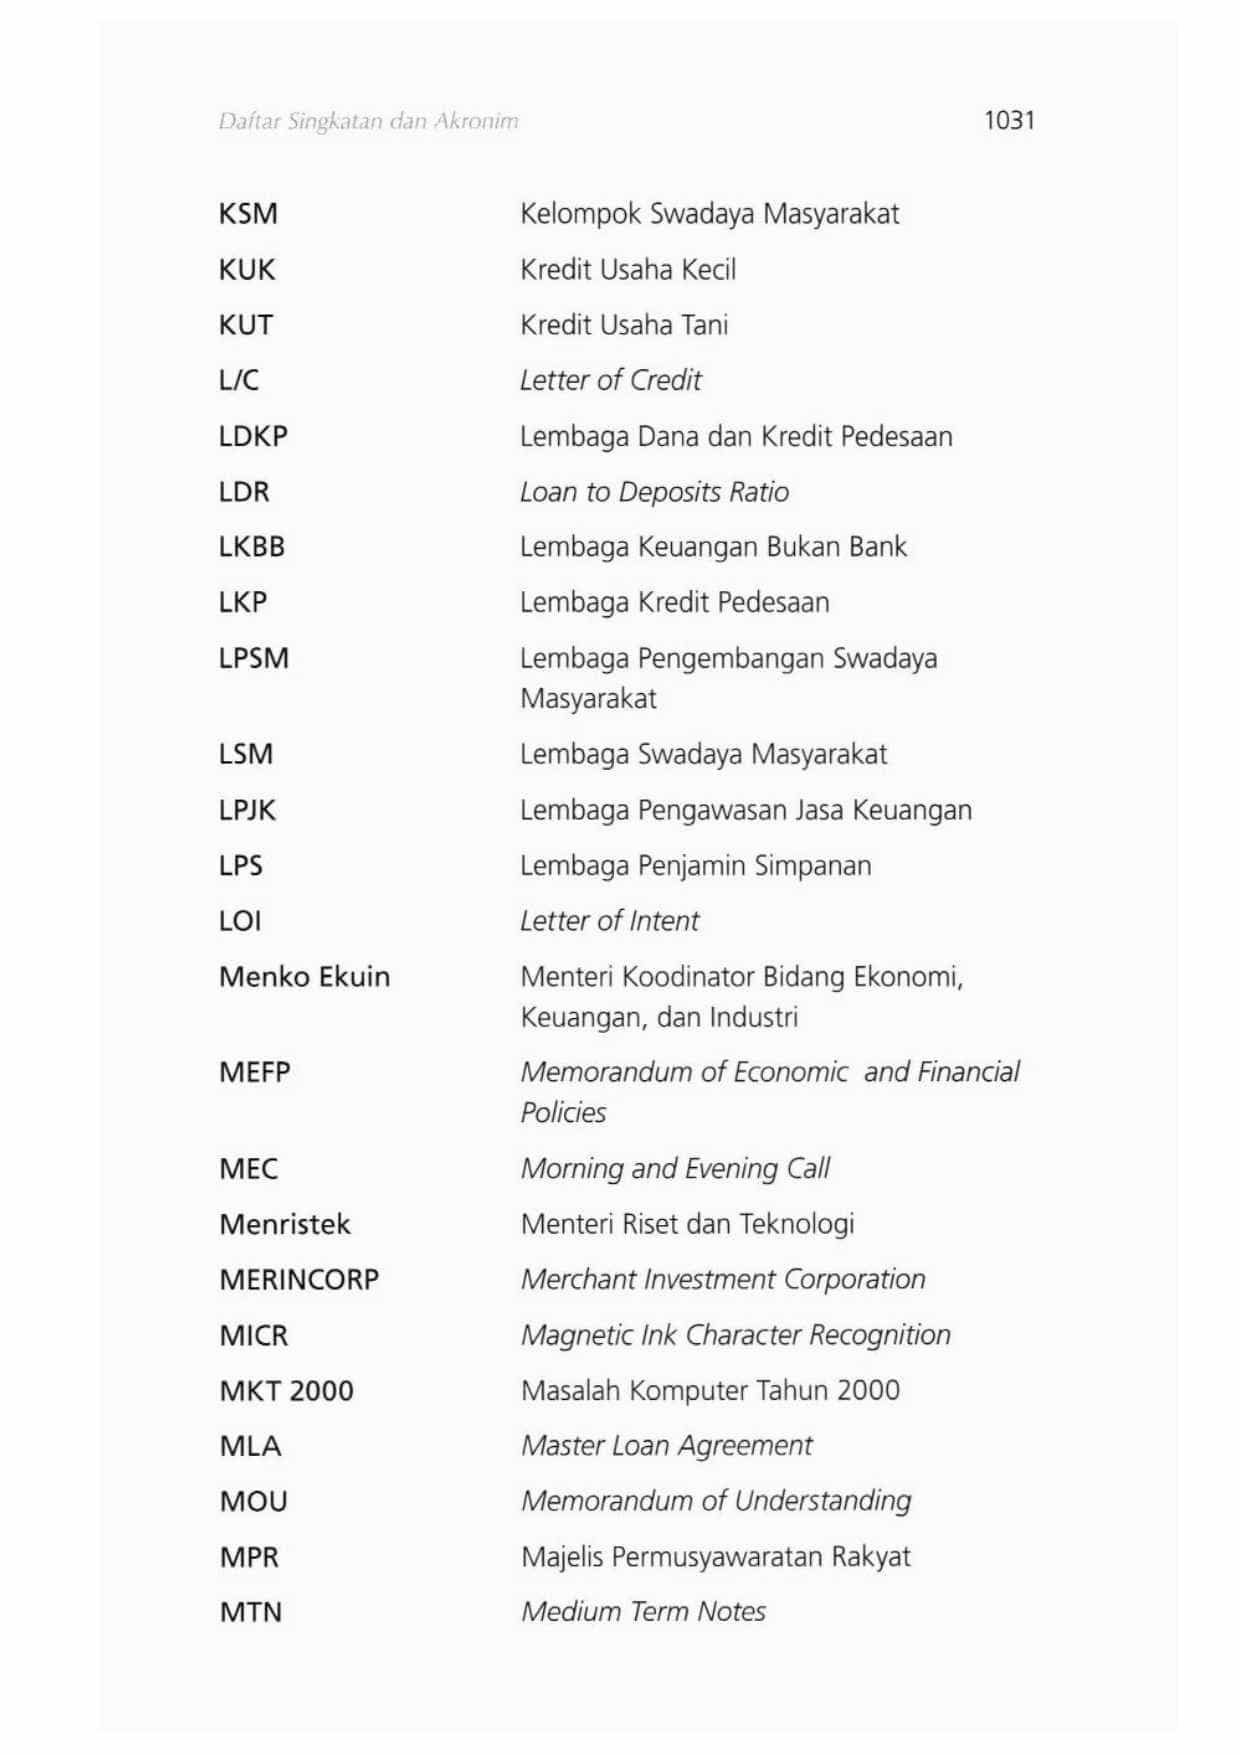 Daftar Singkatan dan Akronim 1031
KSM Kelompok Swadaya Masyarakat
KUK Kredit Usaha Kecil
KUT Kredit Usaha Tani
L/C Letter of Credit
LDKP Lembaga Dana dan Kredit Pedesaan
LDR Loan to Deposits Ratio
LKBB Lembaga Keuangan Bukan Bank
LKP Lembaga Kredit Pedesaan
LPSM Lembaga Pengembangan Swadaya
Masyarakat
LSM Lembaga Swadaya Masyarakat
LPJK Lembaga Pengawasan Jasa Keuangan
LPS Lembaga Penjamin Simpanan
LOI Letter of Intent
Menko Ekuin Menteri Koodinator Bidang Ekonomi,
Keuangan, dan Industri
MEFP Memorandum of Economic and Financial
Policies
MEC Morning and Evening Call
Menristek Menteri Riset dan Teknologi
MERINCORP Merchant Investment Corporation
MICR Magnetic Ink Character Recognition
MKT 2000 Masalah Komputer Tahun 2000
MLA Master Loan Agreement
MOU Memorandum of Understanding
MPR Majelis Permusyawaratan Rakyat
MTN Medium Term Notes